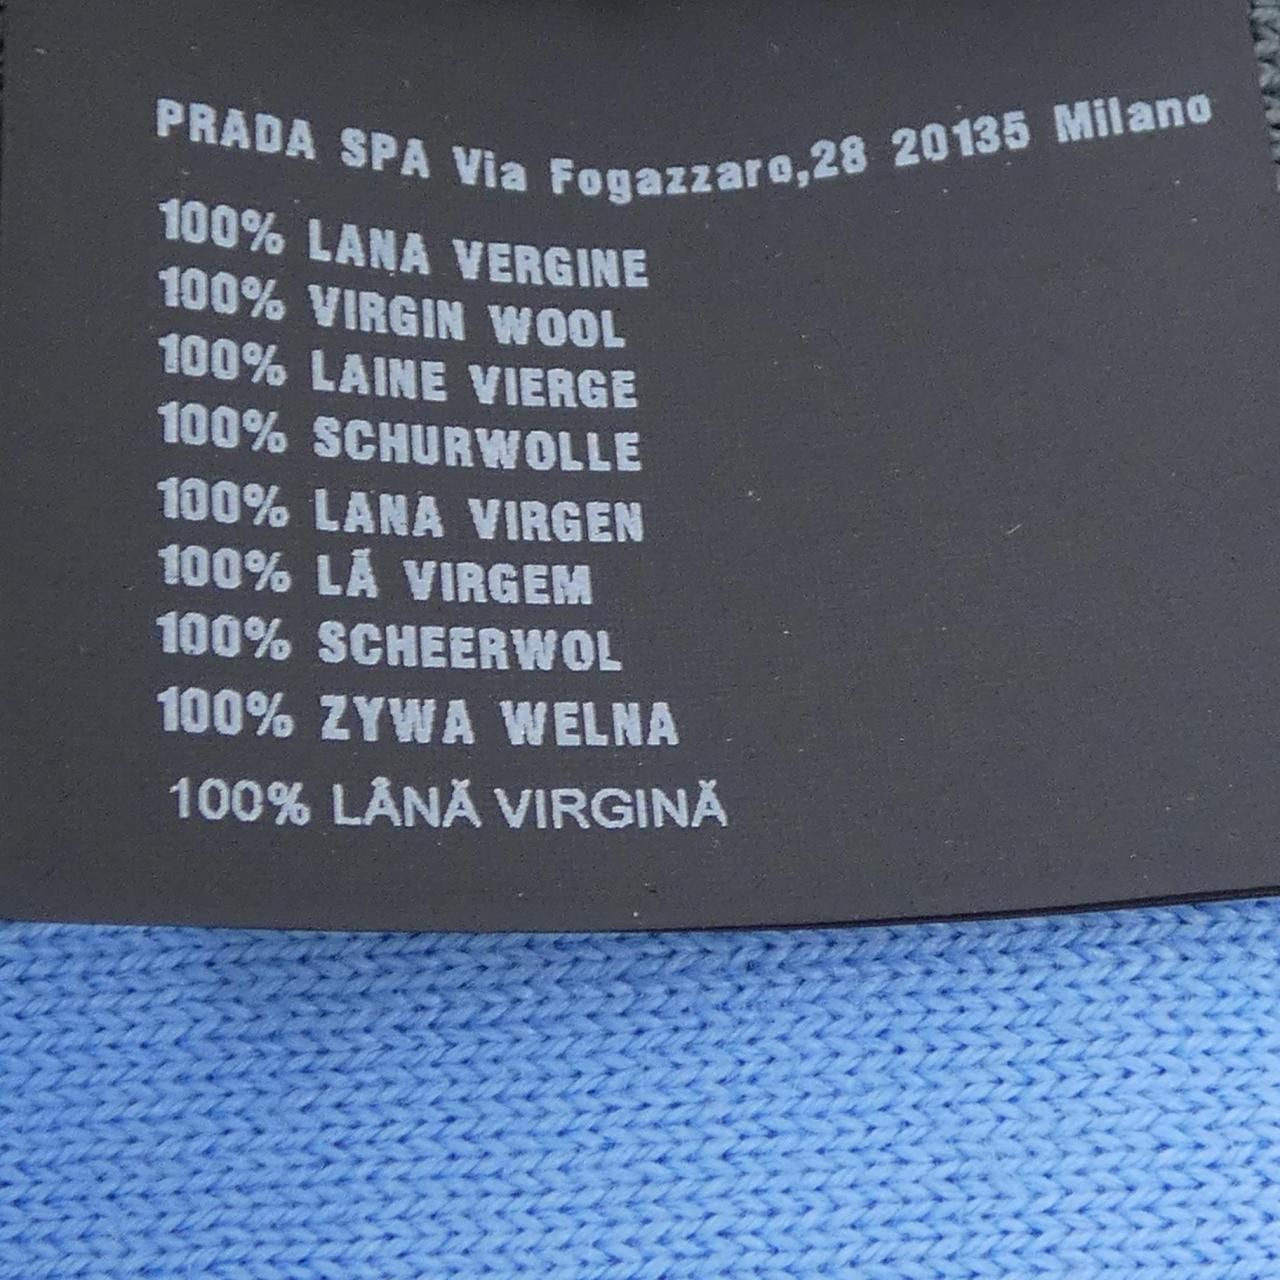 PRADA SPA Via Fogazzaro,28 20135 Milano
100% LANA VERGINE
100% VIRGIN WOOL
100% LAINE VIERGE
100% SCHURWOLLE
100% LANA VIRGEN
100% LÃ VIRGEM
100% SCHEERWOL
100% ZYWA WELNA
100% LÂNĂ VIRGINĂ